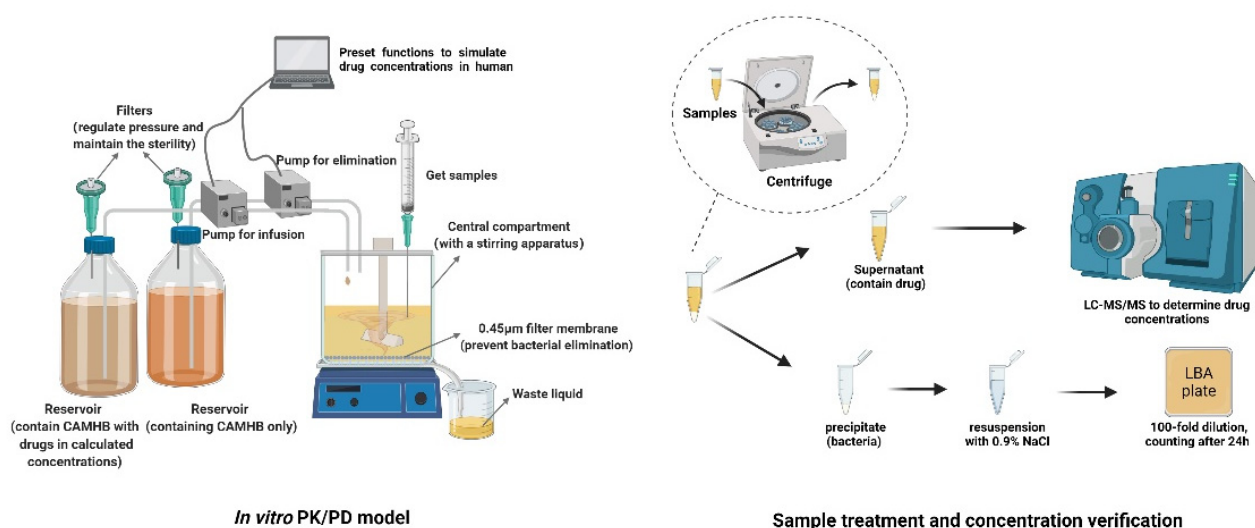 Preset functions to simulate
drug concentrations in human
Filters
(regulate pressure and
maintain the sterility)
Pump for elimination
Get samples
Pump for infusion
Central compartment
(with a stirring apparatus)
0.45μm filter membrane
(prevent bacterial elimination)
Waste liquid
Reservoir
(contain CAMHB with
drugs in calculated
concentrations)
Reservoir
(containing CAMHB only)
In vitro PK/PD model
Samples
Centrifuge
Supernatant
(contain drug)
LC-MS/MS to determine drug
concentrations
precipitate
(bacteria)
resuspension
with 0.9% NaCl
LBA
plate
100-fold dilution,
counting after 24h
Sample treatment and concentration verification